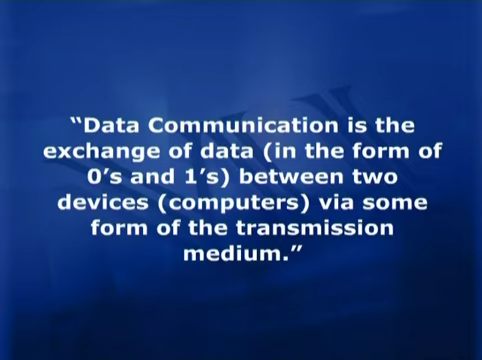 “Data Communication is the
exchange of data (in the form of
0’s and 1’s) between two
devices (computers) via some
form of the transmission
medium.”